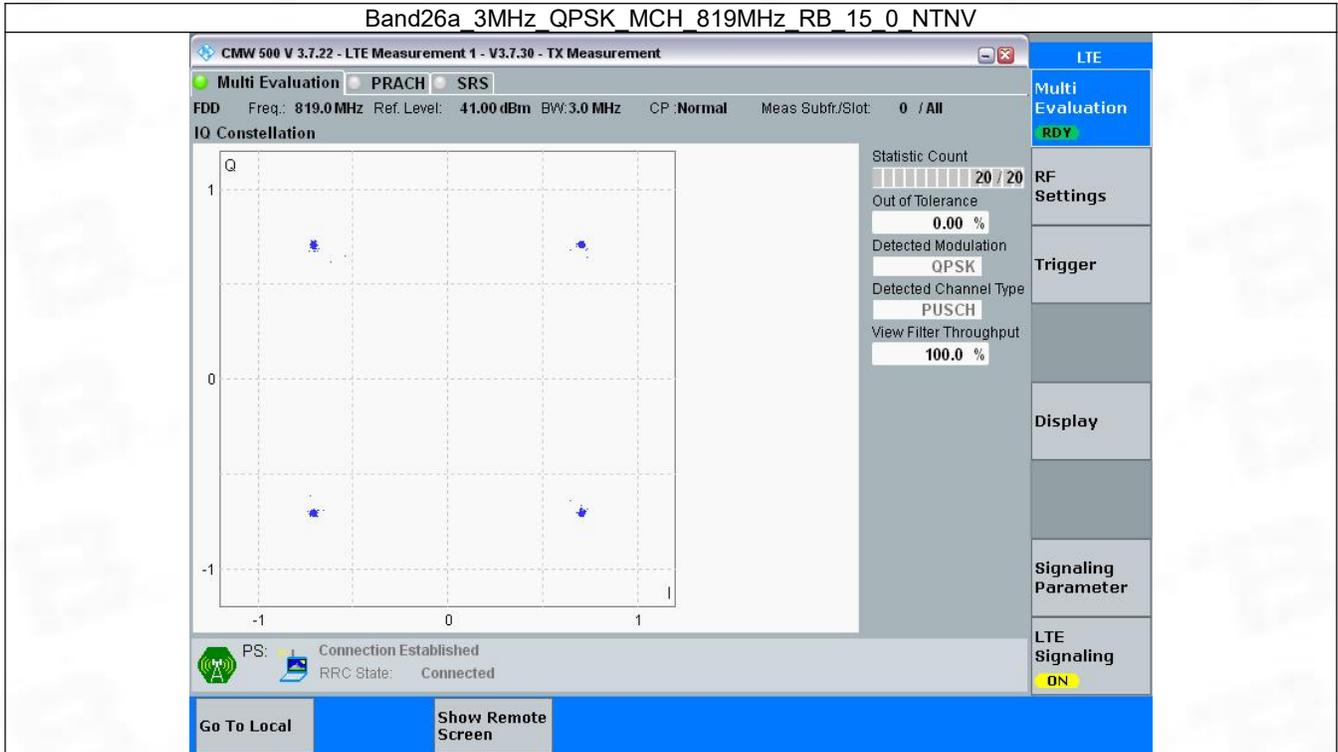 Band26a_3MHz_QPSK_MCH_819MHz_RB_15_0_NTNV
CMW 500 V 3.7.22 - LTE Measurement 1 - V3.7.30 - TX Measurement
LTE
Multi Evaluation PRACH SRS
Multi
Evaluation
RDY
FDD Freq.: 819.0 MHz Ref. Level: 41.00 dBm BW: 3.0 MHz CP : Normal Meas Subfr./Slot: 0 / All
IQ Constellation
Q
1
0
-1
I
-1 0 1
Statistic Count
20 / 20
Out of Tolerance
0.00 %
Detected Modulation
QPSK
Detected Channel Type
PUSCH
View Filter Throughput
100.0 %
RF
Settings
Trigger
Display
Signaling
Parameter
LTE
Signaling
ON
PS: Connection Established
RRC State: Connected
Go To Local
Show Remote
Screen